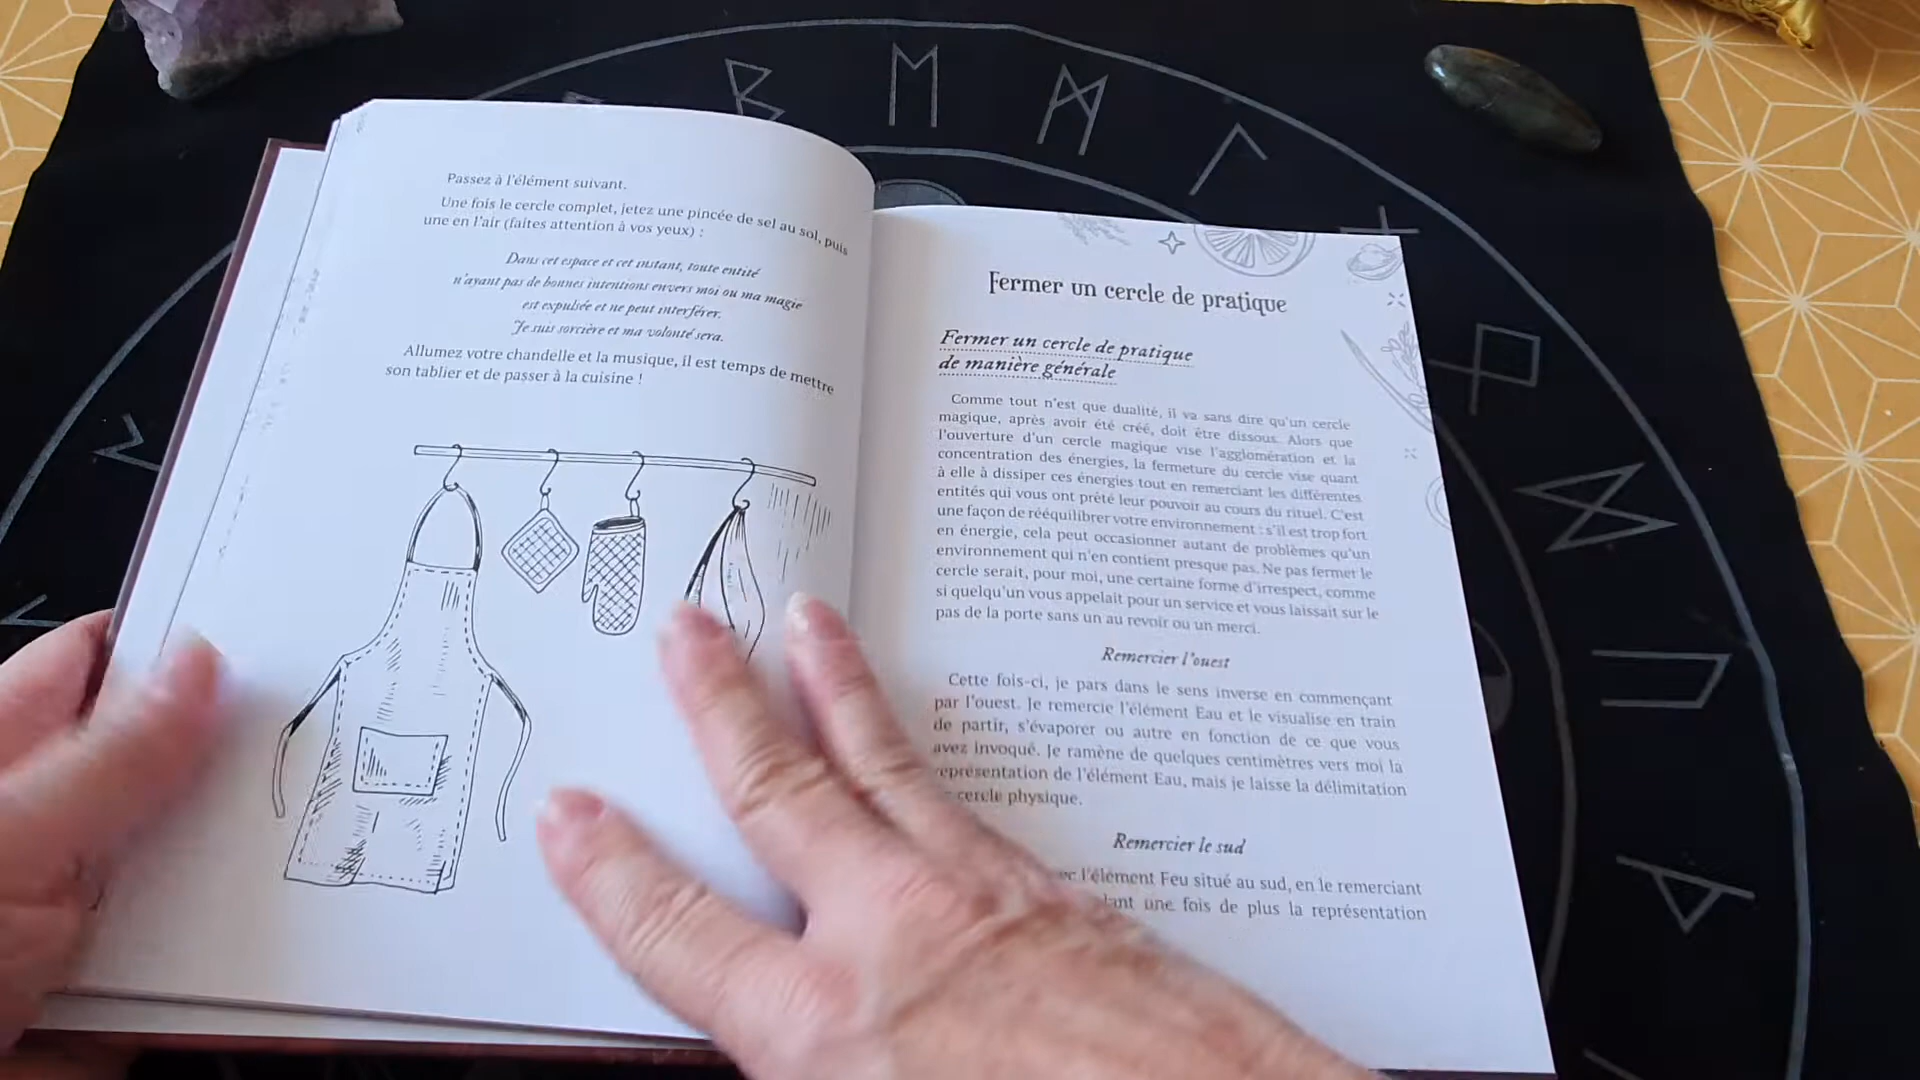 Passez à l'élément suivant.
Une fois le cercle complet, jetez une pincée de sel au sol, puis
une en l'air (faites attention à vos yeux) :
Dans cet espace et cet instant, toute entité
n'ayant pas de bonnes intentions envers moi ou ma magie
est expulsée et ne peut interférer.
Je suis sorcière et ma volonté sera.
Allumez votre chandelle et la musique, il est temps de mettre
son tablier et de passer à la cuisine !
Fermer un cercle de pratique
Fermer un cercle de pratique
de manière générale
Comme tout n'est que dualité, il va sans dire qu'un cercle
magique, après avoir été créé, doit être dissous. Alors que
l'ouverture d'un cercle magique vise l'agglomération et la
concentration des énergies, la fermeture du cercle vise quant
à elle à dissiper ces énergies tout en remerciant les différentes
entités qui vous ont prêté leur pouvoir au cours du rituel. C'est
une façon de rééquilibrer votre environnement : s'il est trop fort
en énergie, cela peut occasionner autant de problèmes qu'un
environnement qui n'en contient presque pas. Ne pas fermer le
cercle serait, pour moi, une certaine forme d'irrespect, comme
si quelqu'un vous appelait pour un service et vous laissait sur le
pas de la porte sans un au revoir ou un merci.
Remercier l'ouest
Cette fois-ci, je pars dans le sens inverse en commençant
par l'ouest. Je remercie l'élément Eau et le visualise en train
de partir, s'évaporer ou autre en fonction de ce que vous
avez invoqué. Je ramène de quelques centimètres vers moi la
représentation de l'élément Eau, mais je laisse la délimitation
cercle physique.
Remercier le sud
l'élément Feu situé au sud, en le remerciant
une fois de plus la représentation